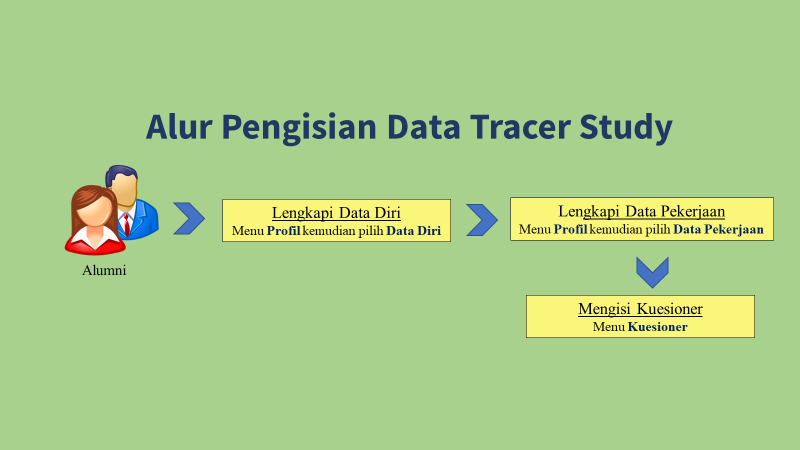 Alur Pengisian Data Tracer Study
Alumni
Lengkapi Data Diri
Menu Profil kemudian pilih Data Diri
Lengkapi Data Pekerjaan
Menu Profil kemudian pilih Data Pekerjaan
Mengisi Kuesioner
Menu Kuesioner